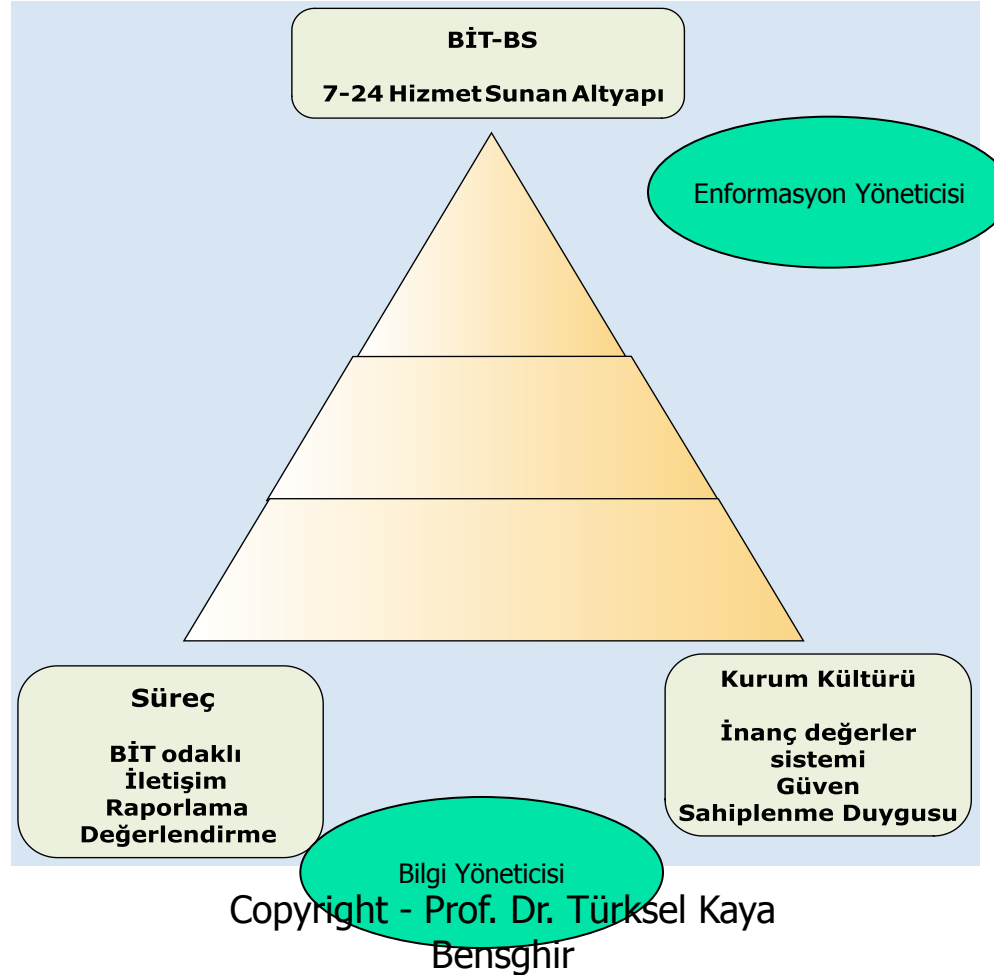 BİT-BS
7-24 Hizmet Sunan Altyapı
Enformasyon Yöneticisi
Süreç
BİT odaklı
İletişim
Raporlama
Değerlendirme
Kurum Kültürü
İnanç değerler
sistemi
Güven
Sahiplenme Duygusu
Bilgi Yöneticisi
Copyright - Prof. Dr. Türksel Kaya
Bensghir